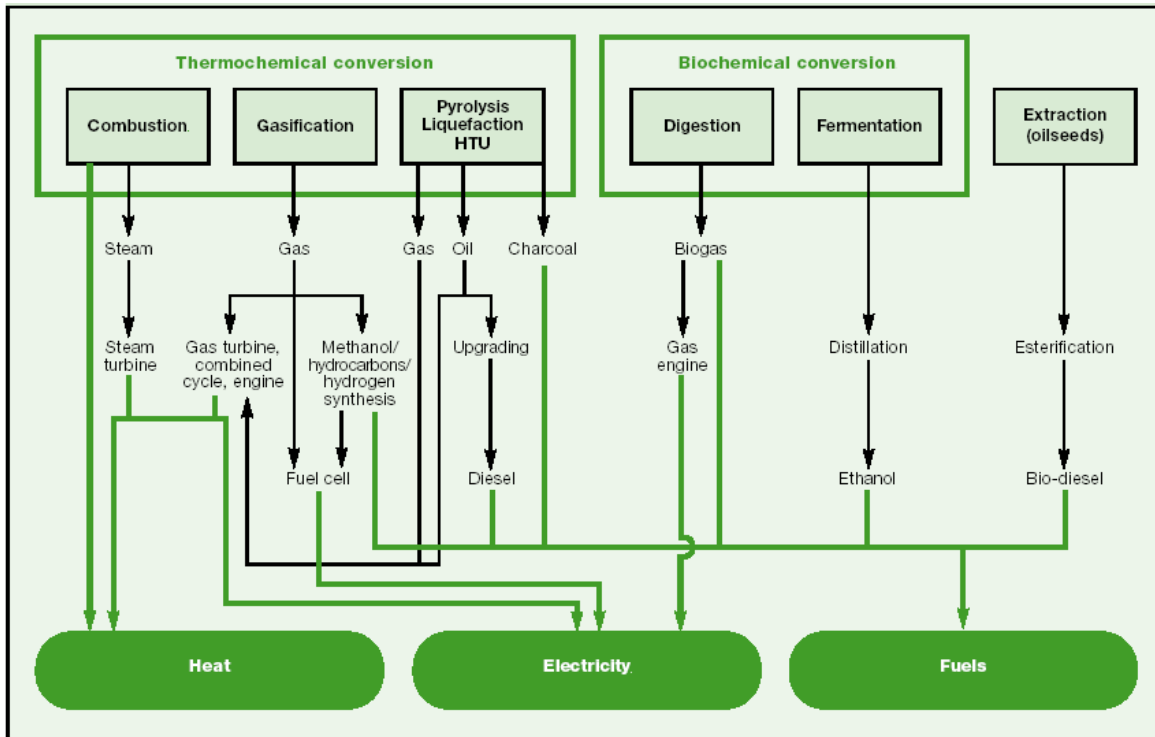 Thermochemical conversion
Biochemical conversion
Combustion
Gasification
Pyrolysis
Liquefaction
HTU
Digestion
Fermentation
Extraction
(oilseeds)
Steam
Gas
Gas
Oil
Charcoal
Biogas
Steam
turbine
Gas turbine,
combined
cycle, engine
Methanol/
hydrocarbons/
hydrogen
synthesis
Upgrading
Gas
engine
Distillation
Esterification
Fuel cell
Diesel
Ethanol
Bio-diesel
Heat
Electricity
Fuels